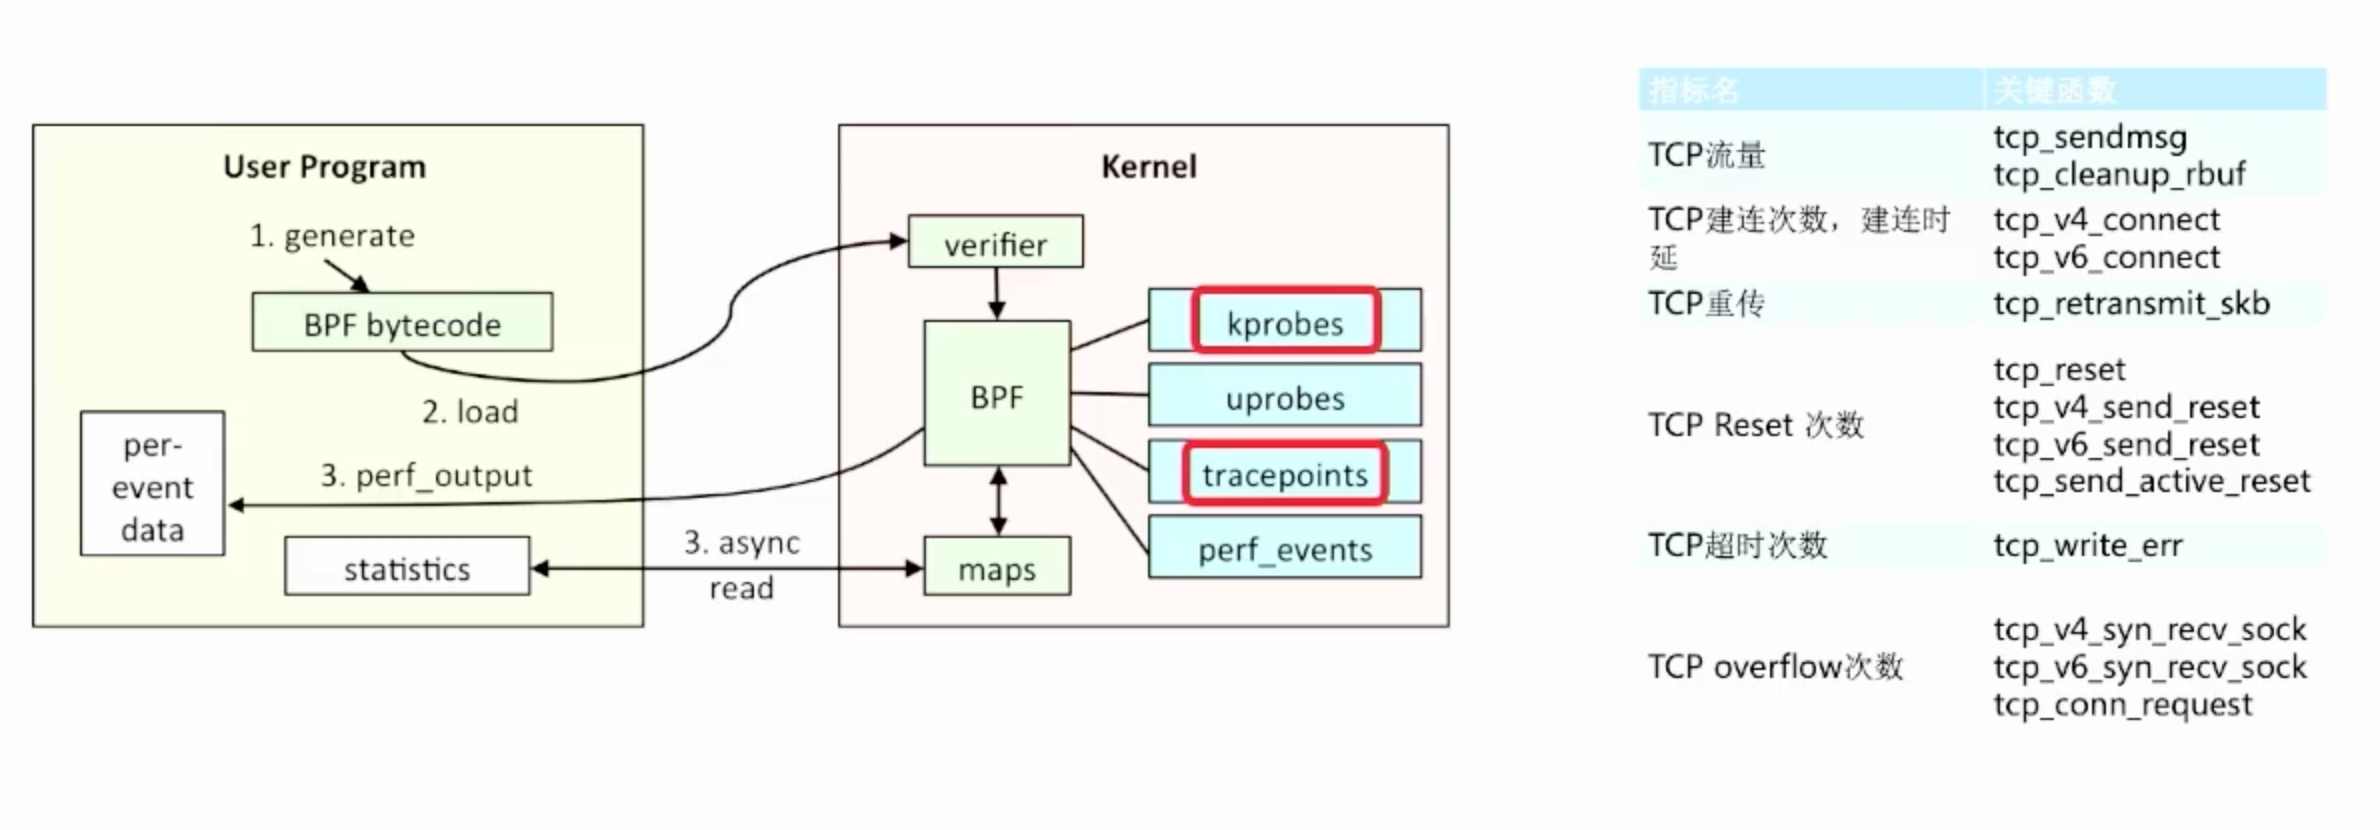 User Program
1. generate
BPF bytecode
2. load
per-
event
data
3. perf_output
statistics
3. async
read
Kernel
verifier
BPF
maps
kprobes
uprobes
tracepoints
perf_events
指标名 关键函数
TCP流量
tcp_sendmsg
tcp_cleanup_rbuf
TCP建连次数，建连时
延
tcp_v4_connect
tcp_v6_connect
TCP重传 tcp_retransmit_skb
TCP Reset 次数
tcp_reset
tcp_v4_send_reset
tcp_v6_send_reset
tcp_send_active_reset
TCP超时次数 tcp_write_err
TCP overflow次数
tcp_v4_syn_recv_sock
tcp_v6_syn_recv_sock
tcp_conn_request